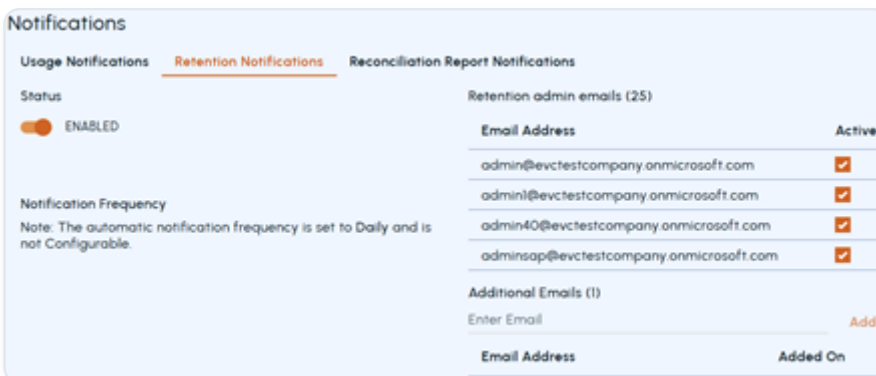 Notifications
Usage Notifications Retention Notifications Reconciliation Report Notifications
Status
ENABLED
Notification Frequency
Note: The automatic notification frequency is set to Daily and is
not Configurable.
Retention admin emails (25)
Email Address Active
admin@evctestcompany.onmicrosoft.com
admin1@evctestcompany.onmicrosoft.com
admin40@evctestcompany.onmicrosoft.com
adminsap@evctestcompany.onmicrosoft.com
Additional Emails (1)
Enter Email Add
Email Address Added On